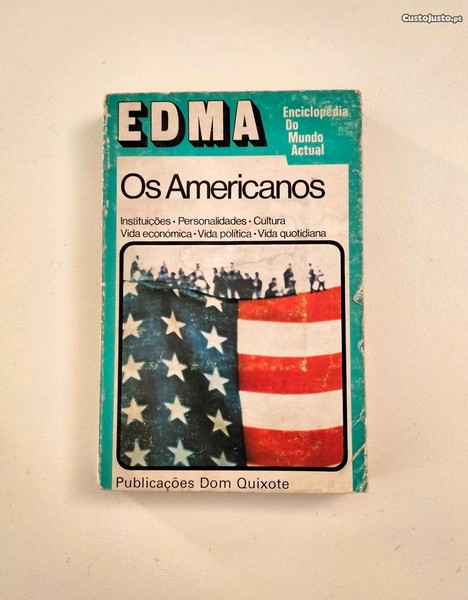 CustoJusto.pt
EDMA
Enciclopédia
Do
Mundo
Actual
Os Americanos
Instituições • Personalidades • Cultura
Vida económica • Vida política • Vida quotidiana
Publicações Dom Quixote